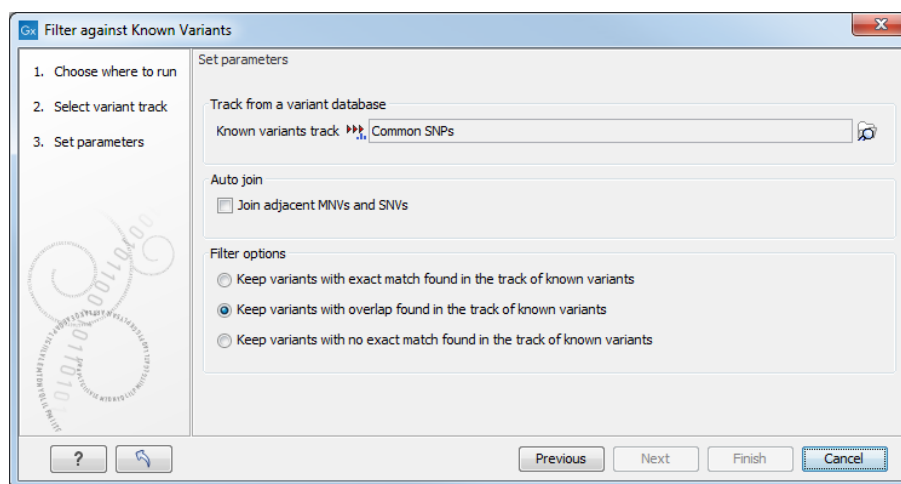 Gx Filter against Known Variants
1. Choose where to run
2. Select variant track
3. Set parameters
Set parameters
Track from a variant database
Known variants track Common SNPs
Auto join
Join adjacent MNVs and SNVs
Filter options
Keep variants with exact match found in the track of known variants
Keep variants with overlap found in the track of known variants
Keep variants with no exact match found in the track of known variants
? Previous Next Finish Cancel